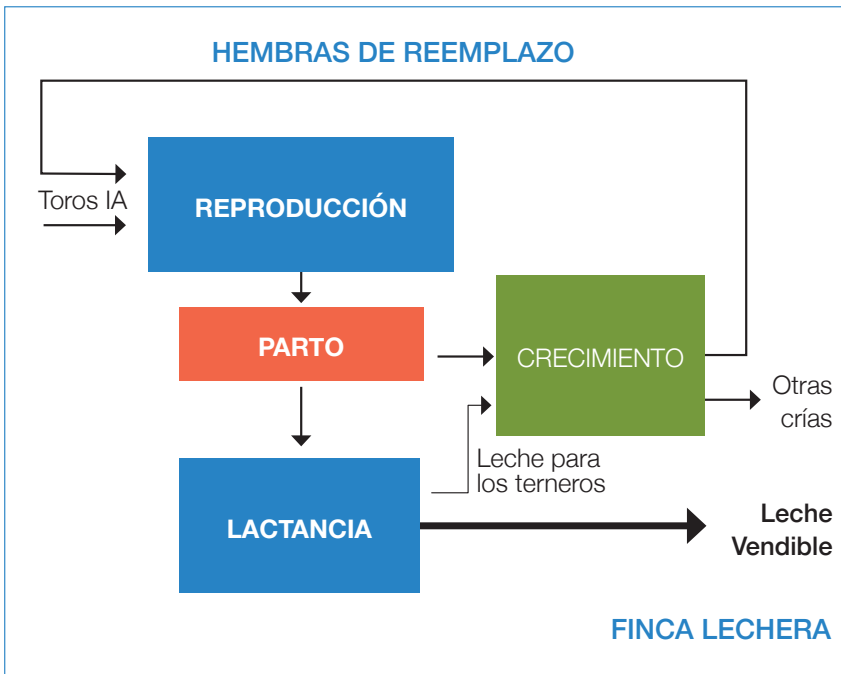 HEMBRAS DE REEMPLAZO
Toros IA
REPRODUCCIÓN
PARTO
CRECIMIENTO
Otras
crías
Leche para
los terneros
LACTANCIA
Leche
Vendible
FINCA LECHERA